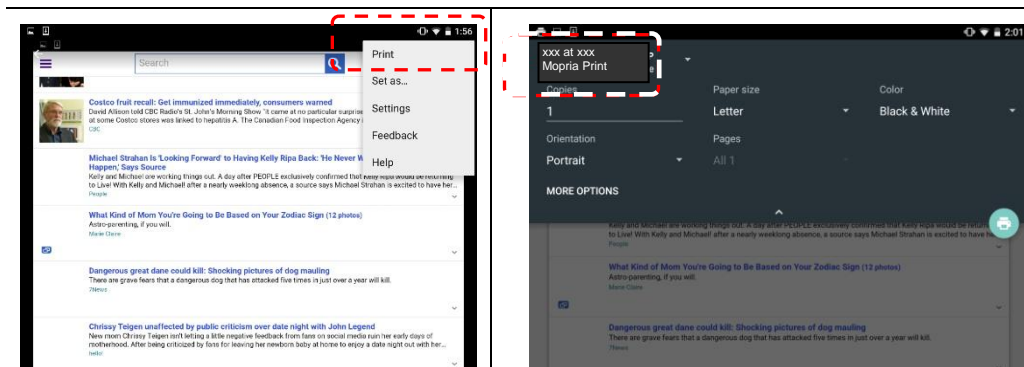 1:56
Search
Print
Set as...
Settings
Feedback
Help
Costco fruit recall: Get immunized immediately, consumers warned
David Allison told CBC Radio's St. John's Morning Show "it came at no particular surprise
at some Costco stores was linked to hepatitis A. The Canadian Food Inspection Agency
CBC
Michael Strahan Is 'Looking Forward' to Having Kelly Ripa Back: 'He Never W
Happen,' Says Source
Kelly and Michael are working things out. A day after PEOPLE exclusively confirmed that Kelly Ripa would be returning
to Live! With Kelly and Michael! after a nearly weeklong absence, a source says Michael Strahan is excited to have her...
People
What Kind of Mom You're Going to Be Based on Your Zodiac Sign (12 photos)
Astro-parenting, if you will.
Marie Claire
Dangerous great dane could kill: Shocking pictures of dog mauling
There are grave fears that a dangerous dog that has attacked five times in just over a year will kill.
7News
Chrissy Teigen unaffected by public criticism over date night with John Legend
New mom Chrissy Teigen isn't letting a little negative feedback from fans on social media ruin her early days of
motherhood. After being criticized by fans for leaving her newborn baby at home to enjoy a date night out with her...
hello!
2:01
xxx at xxx
Mopria Print
Copies
Paper size
Color
1
Letter
Black & White
Orientation
Pages
Portrait
All 1
MORE OPTIONS
Kelly and Michael are working things out. A day after PEOPLE exclusively confirmed that Kelly Ripa would be return
to Live! With Kelly and Michael! after a nearly weeklong absence, a source says Michael Strahan is excited to have
People
What Kind of Mom You're Going to Be Based on Your Zodiac Sign (12 photos)
Astro-parenting, if you will.
Marie Claire
Dangerous great dane could kill: Shocking pictures of dog mauling
There are grave fears that a dangerous dog that has attacked five times in just over a year will kill.
7News